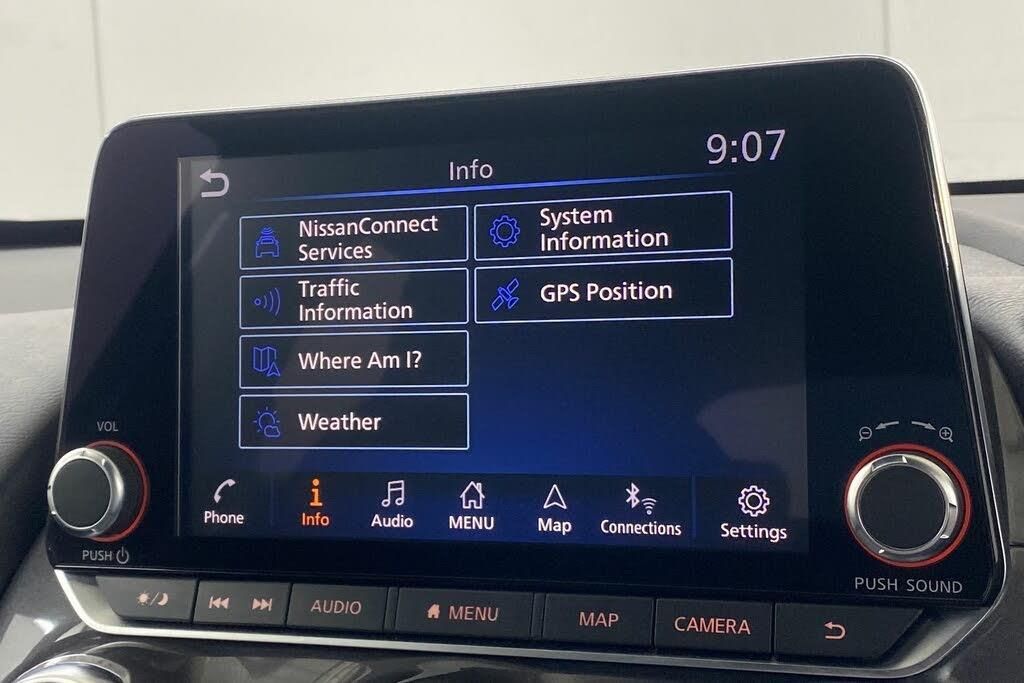 Info
9:07
NissanConnect
Services
System
Information
Traffic
Information
GPS Position
Where Am I?
Weather
Phone
Info
Audio
MENU
Map
Connections
Settings
VOL
PUSH
PUSH SOUND
AUDIO
MENU
MAP
CAMERA